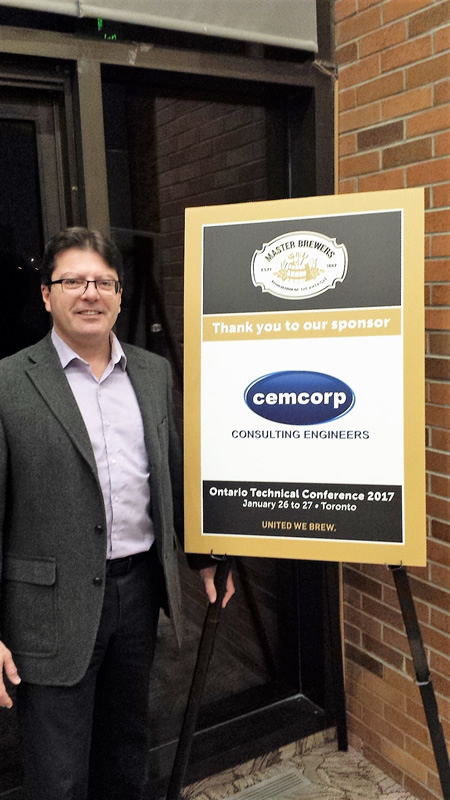 MASTER BREWERS
Thank you to our sponsor
cemcorp
CONSULTING ENGINEERS
Ontario Technical Conference 2017
January 26 to 27 • Toronto
UNITED WE BREW.